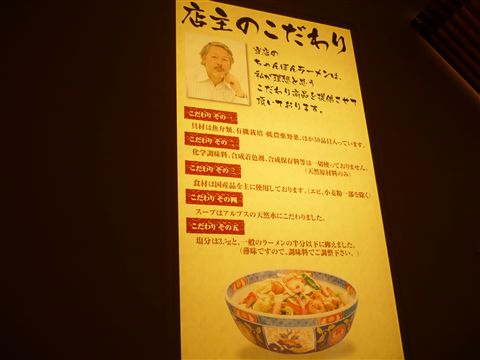 店主のこだわり
当店の
ちゃんぽんラーメンは、
私が理想と思う
こだわり商品を提供させて
頂いております。
こだわり その一
具材は魚介類、有機栽培・低農薬野菜、ほか30品目入っています。
こだわり その二
化学調味料、合成着色剤、合成保存料等は一切使っておりません。
(天然原材料のみ)
こだわり その三
食材は国産品を主に使用しております。(エビ、小麦粉一部を除く)
こだわり その四
スープはアルプスの天然水にこだわりました。
こだわり その五
塩分は3.5gと、一般のラーメンの半分以下に抑えました。
(薄味ですので、調味料でご調整下さい。)